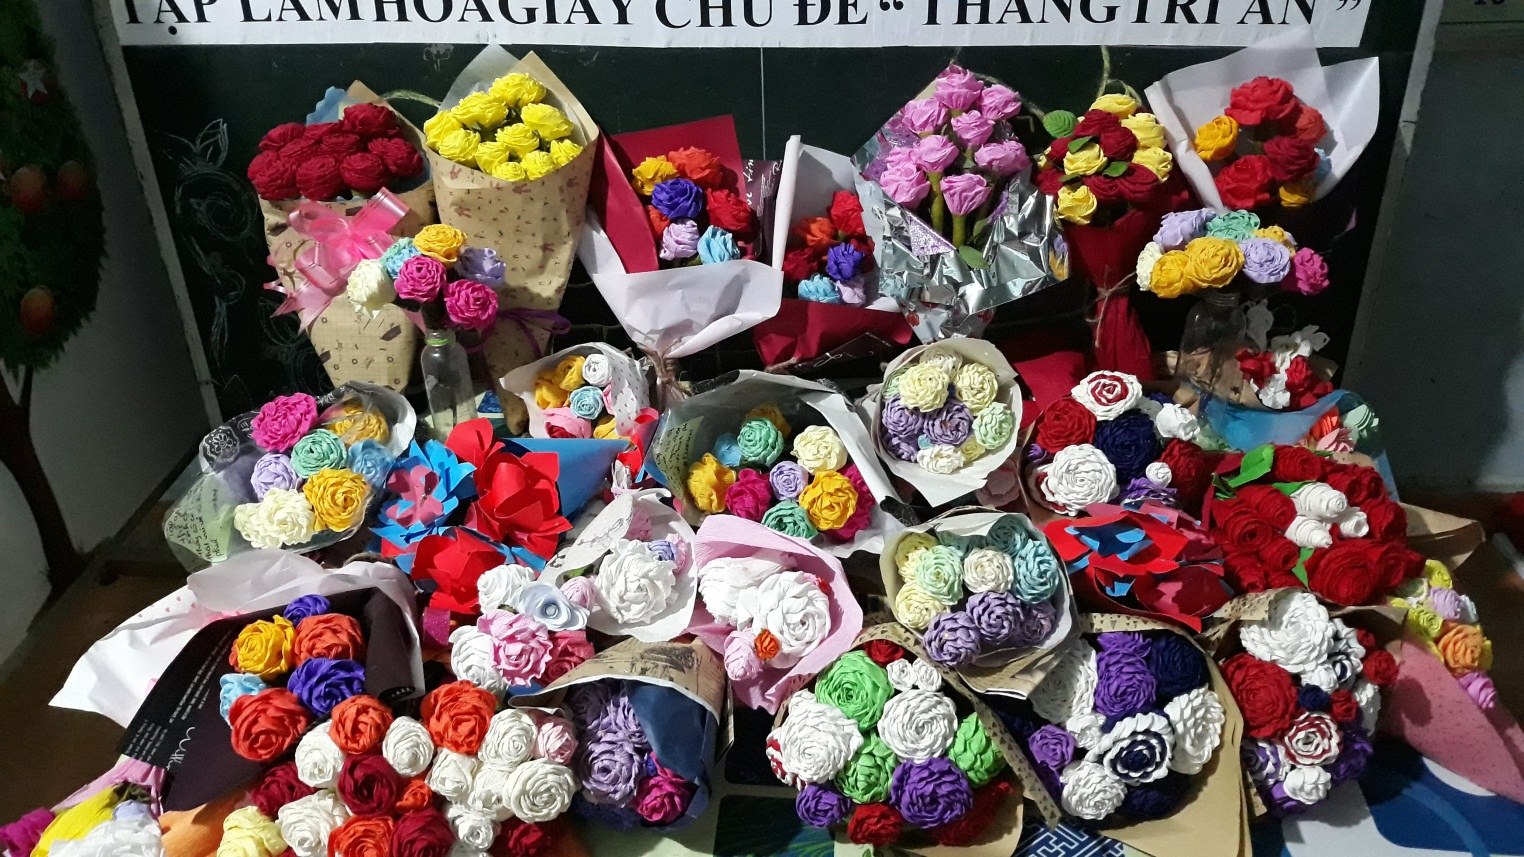 TẬP LÀM HOA GIẤY CHỦ ĐỀ “ THÁNG TRI ÂN ”